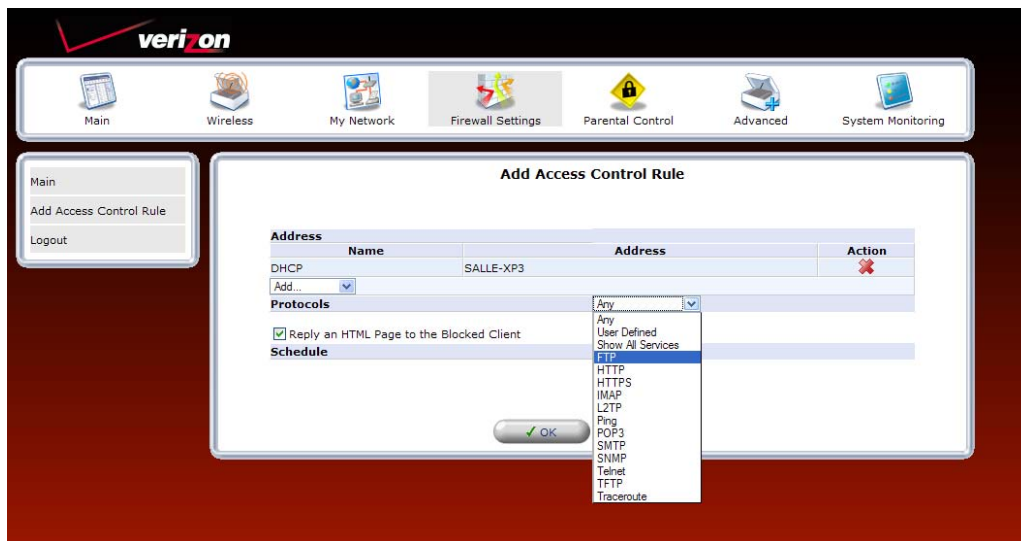 verizon
Main Wireless My Network Firewall Settings Parental Control Advanced System Monitoring
Main
Add Access Control Rule
Logout
Add Access Control Rule
Address
Name Address Action
DHCP SALLE-XP3
Add...
Protocols Any
Any
User Defined
Show All Services
FTP
HTTP
HTTPS
IMAP
L2TP
Ping
POP3
SMTP
SNMP
Telnet
TFTP
Traceroute
Reply an HTML Page to the Blocked Client
Schedule
OK